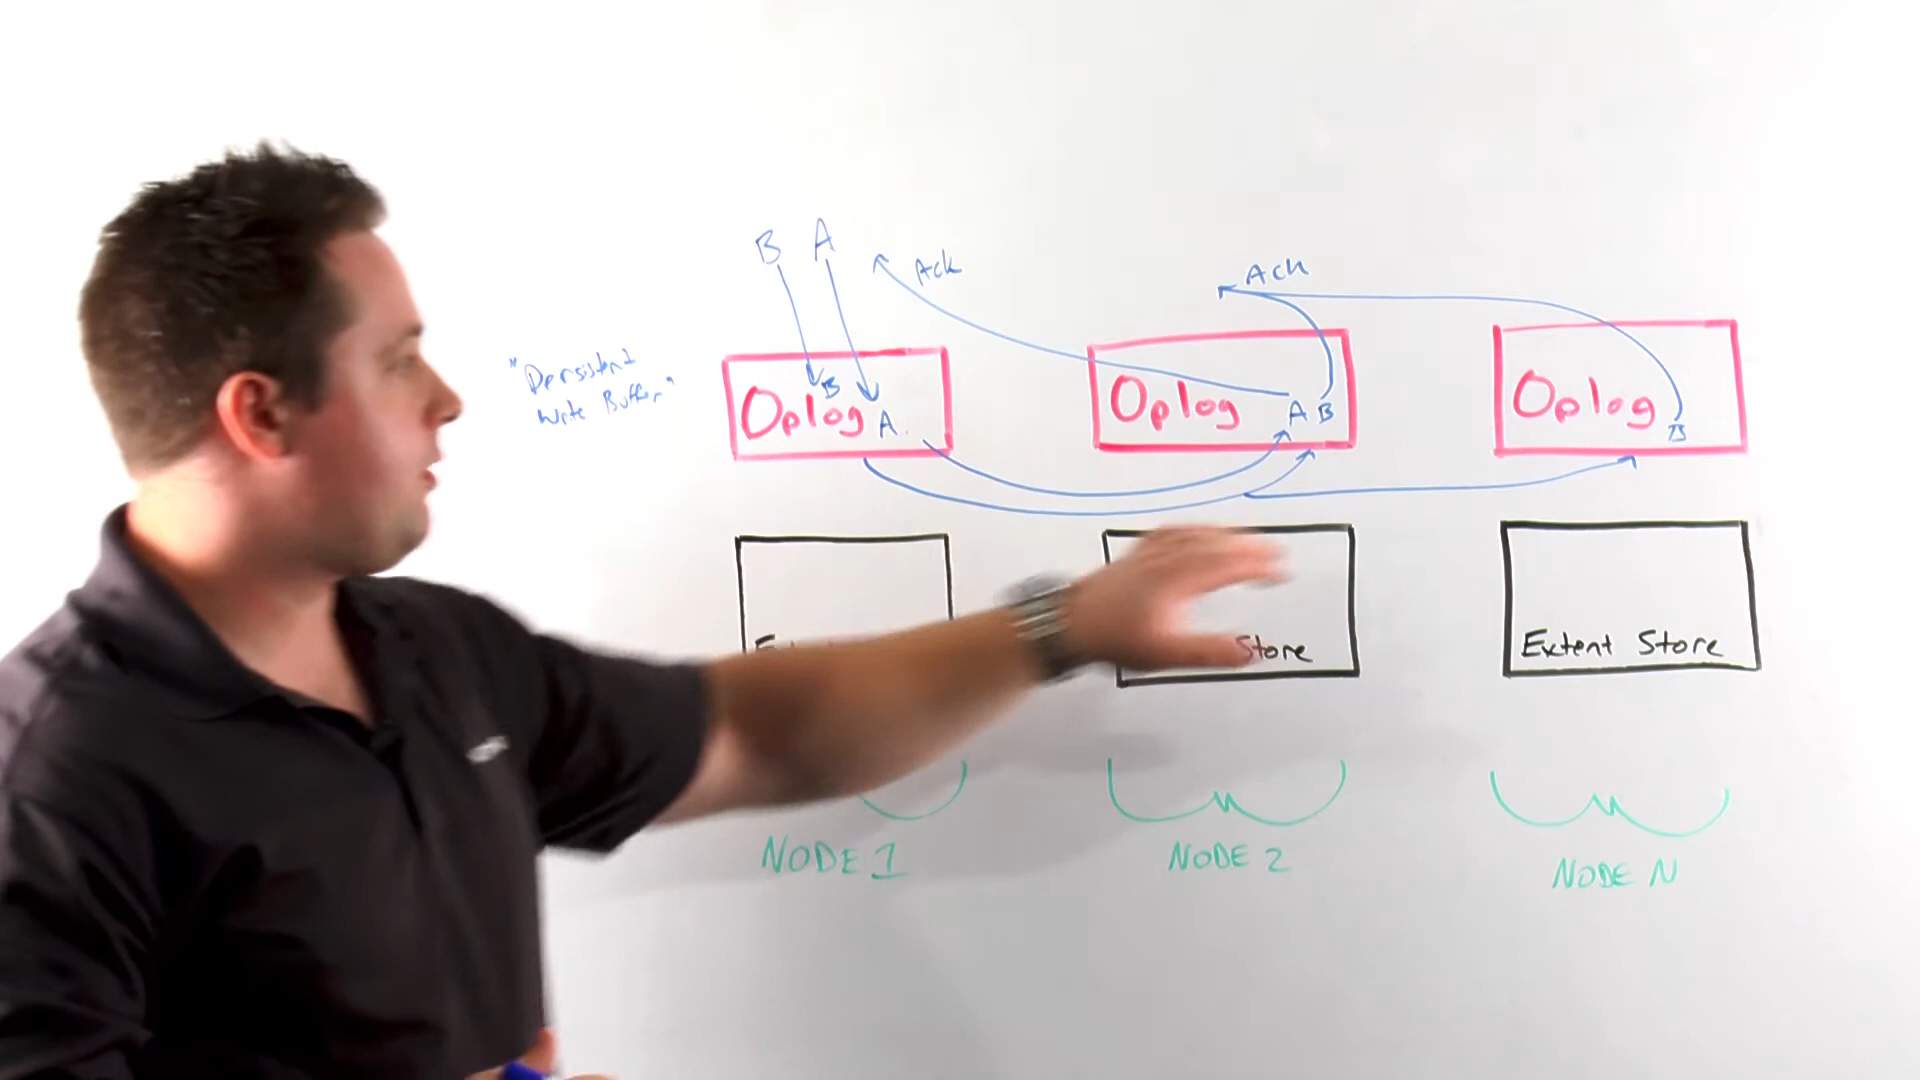 B A
Ack
Ack
"Persistent
Write Buffer"
B
Oplog A
Oplog A B
Oplog B
Store
Extent Store
NODE 1
NODE 2
NODE N